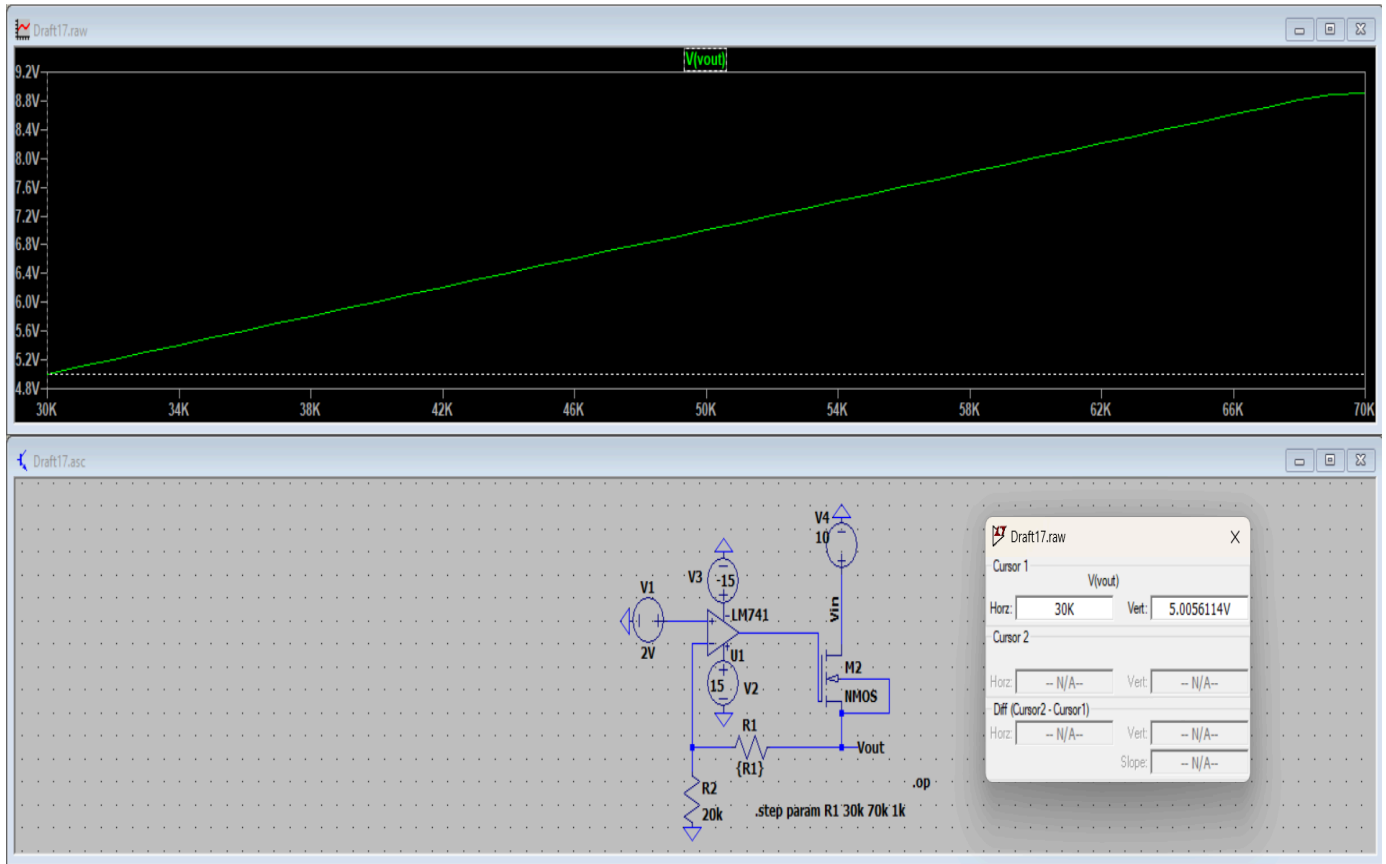 Draft17.raw
V(vout)
9.2V
8.8V
8.4V
8.0V
7.6V
7.2V
6.8V
6.4V
6.0V
5.6V
5.2V
4.8V
30K 34K 38K 42K 46K 50K 54K 58K 62K 66K 70K
Draft17.asc
V4
10
V3
-15
V1
LM741
Vin
2V
U1
15
V2
M2
NMOS
R1
{R1}
Vout
R2
20k
.op
.step param R1 30k 70k 1k
17
Draft17.raw
Cursor 1
V(vout)
Horz: 30K Vert: 5.0056114V
Cursor 2
Horz: -- N/A-- Vert: -- N/A--
Diff (Cursor2 - Cursor1)
Horz: -- N/A-- Vert: -- N/A--
Slope: -- N/A--